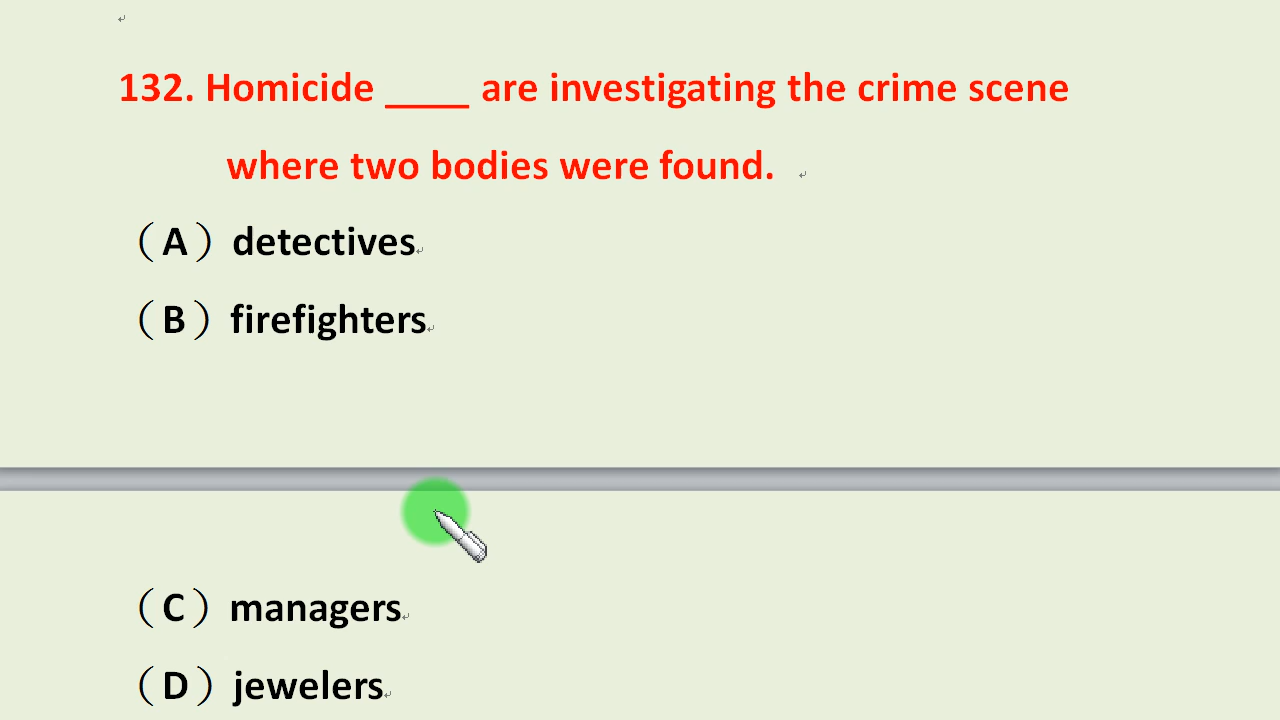 132. Homicide ____ are investigating the crime scene
where two bodies were found.
（A）detectives
（B）firefighters
（C）managers
（D）jewelers